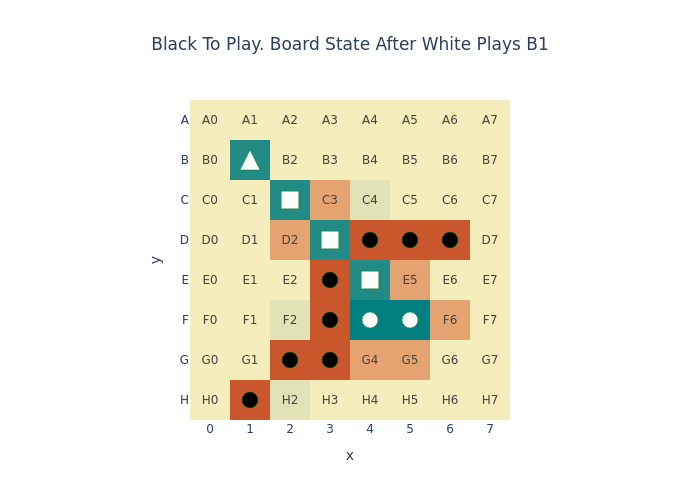 Black To Play. Board State After White Plays B1
A A0 A1 A2 A3 A4 A5 A6 A7
B B0 B2 B3 B4 B5 B6 B7
C C0 C1 C3 C4 C5 C6 C7
D D0 D1 D2 D7
y
E E0 E1 E2 E5 E6 E7
F F0 F1 F2 F6 F7
G G0 G1 G4 G5 G6 G7
H H0 H2 H3 H4 H5 H6 H7
0 1 2 3 4 5 6 7
x